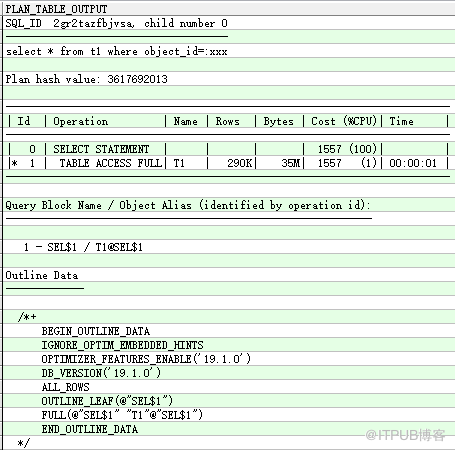 PLAN_TABLE_OUTPUT
SQL_ID  2gr2tazfbjvsa, child number 0
select * from t1 where object_id=:xxx
Plan hash value: 3617692013
| Id  | Operation         | Name | Rows  | Bytes | Cost (%CPU)| Time     |
|   0 | SELECT STATEMENT  |      |       |       |  1557 (100)|          |
|*  1 |  TABLE ACCESS FULL| T1   |   290K|    35M|  1557   (1)| 00:00:01 |
Query Block Name / Object Alias (identified by operation id):
1 - SEL$1 / T1@SEL$1
Outline Data
/*+
BEGIN_OUTLINE_DATA
IGNORE_OPTIM_EMBEDDED_HINTS
OPTIMIZER_FEATURES_ENABLE('19.1.0')
DB_VERSION('19.1.0')
ALL_ROWS
OUTLINE_LEAF(@"SEL$1")
FULL(@"SEL$1" "T1"@"SEL$1")
END_OUTLINE_DATA
*/
@ITPUB博客